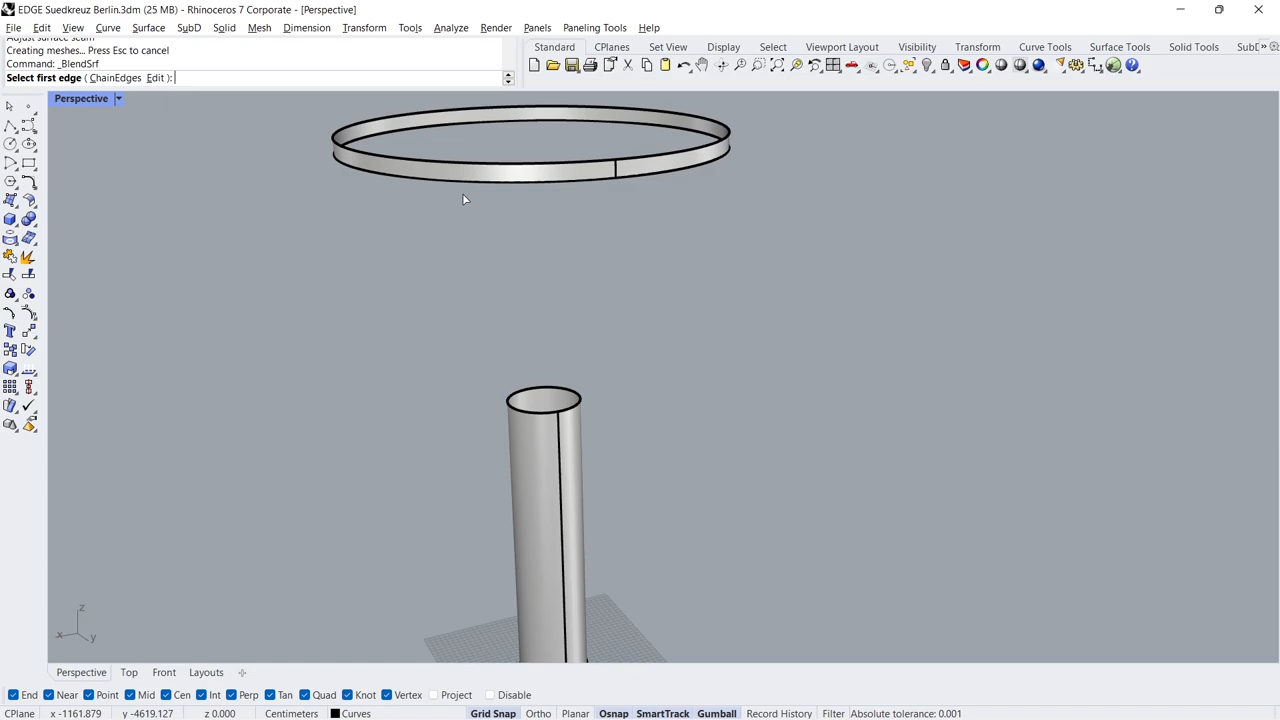 EDGE Suedkreuz Berlin.3dm (25 MB) - Rhinoceros 7 Corporate - [Perspective]
File Edit View Curve Surface SubD Solid Mesh Dimension Transform Tools Analyze Render Panels Paneling Tools Help
Adjust surface seam
Creating meshes... Press Esc to cancel
Command: _BlendSrf
Select first edge ( ChainEdges Edit ):
Standard CPlanes Set View Display Select Viewport Layout Visibility Transform Curve Tools Surface Tools Solid Tools SubD
Perspective
z
x y
Perspective Top Front Layouts
End Near Point Mid Cen Int Perp Tan Quad Knot Vertex Project Disable
CPlane x -1161.879 y -4619.127 z 0.000 Centimeters Curves Grid Snap Ortho Planar Osnap SmartTrack Gumball Record History Filter Absolute tolerance: 0.001